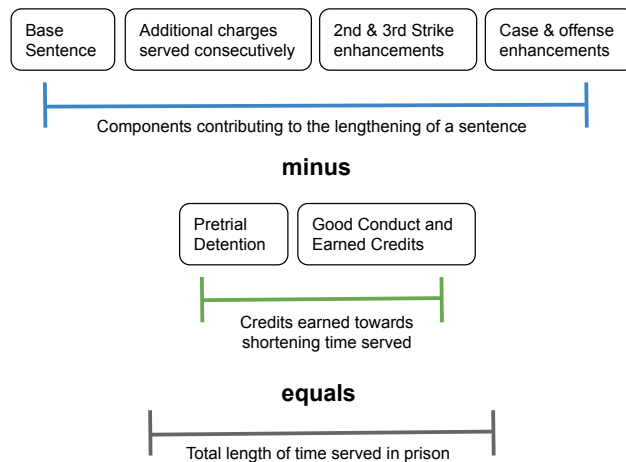 Base
Sentence
Additional charges
served consecutively
2nd & 3rd Strike
enhancements
Case & offense
enhancements
Components contributing to the lengthening of a sentence
minus
Pretrial
Detention
Good Conduct and
Earned Credits
Credits earned towards
shortening time served
equals
Total length of time served in prison